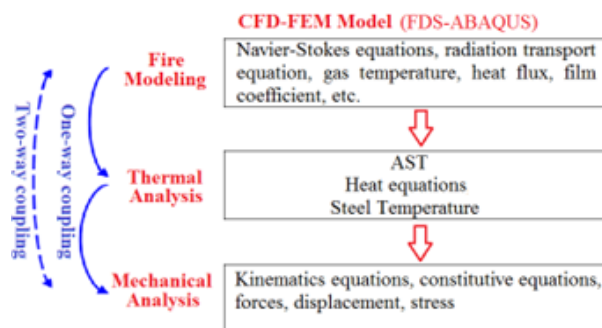 CFD-FEM Model (FDS-ABAQUS)
Fire
Modeling
Navier-Stokes equations, radiation transport
equation, gas temperature, heat flux, film
coefficient, etc.
Two-way coupling
One-way coupling
Thermal
Analysis
AST
Heat equations
Steel Temperature
Mechanical
Analysis
Kinematics equations, constitutive equations,
forces, displacement, stress